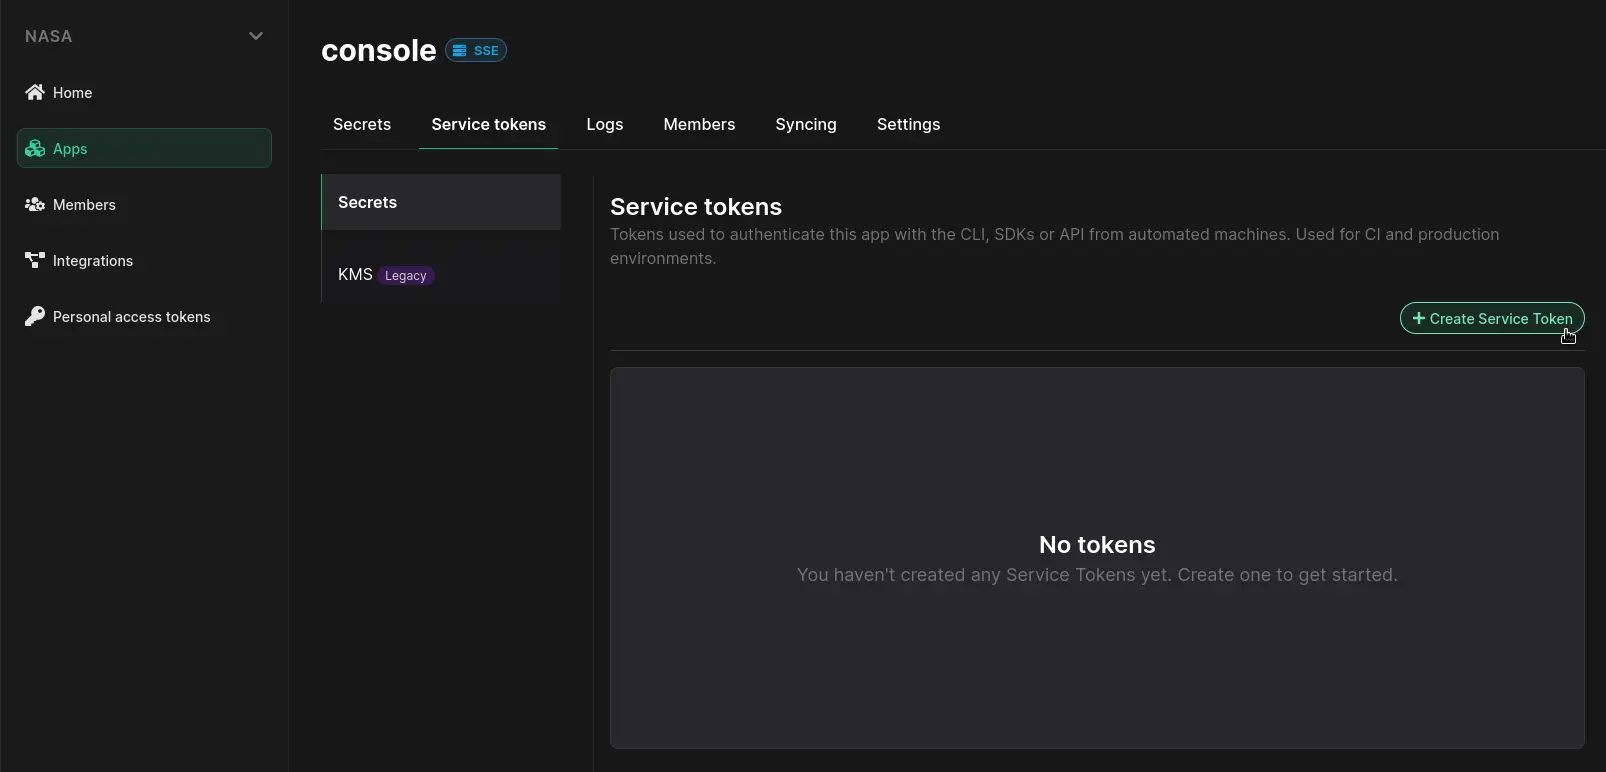 NASA
Home
Apps
Members
Integrations
Personal access tokens
console SSE
Secrets Service tokens Logs Members Syncing Settings
Secrets
KMS Legacy
Service tokens
Tokens used to authenticate this app with the CLI, SDKs or API from automated machines. Used for CI and production
environments.
Create Service Token
No tokens
You haven't created any Service Tokens yet. Create one to get started.